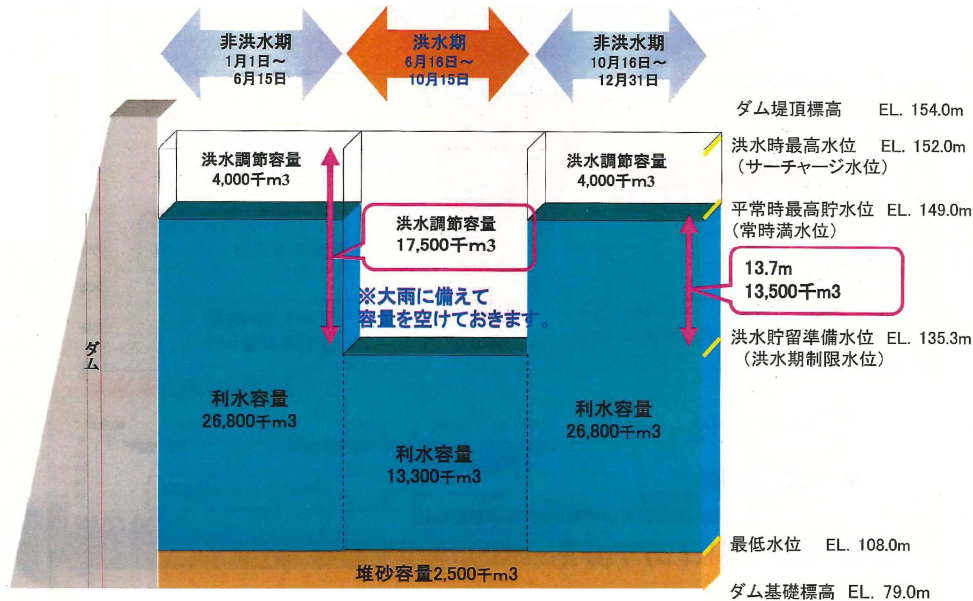 非洪水期
1月1日～
6月15日
洪水期
6月16日～
10月15日
非洪水期
10月16日～
12月31日
ダム堤頂標高 EL. 154.0m
洪水調節容量
4,000千m3
洪水調節容量
4,000千m3
洪水時最高水位 EL. 152.0m
(サーチャージ水位)
洪水調節容量
17,500千m3
平常時最高貯水位 EL. 149.0m
(常時満水位)
13.7m
13,500千m3
※大雨に備えて
容量を空けておきます。
洪水貯留準備水位 EL. 135.3m
(洪水期制限水位)
ダム
利水容量
26,800千m3
利水容量
13,300千m3
利水容量
26,800千m3
最低水位 EL. 108.0m
堆砂容量2,500千m3
ダム基礎標高 EL. 79.0m